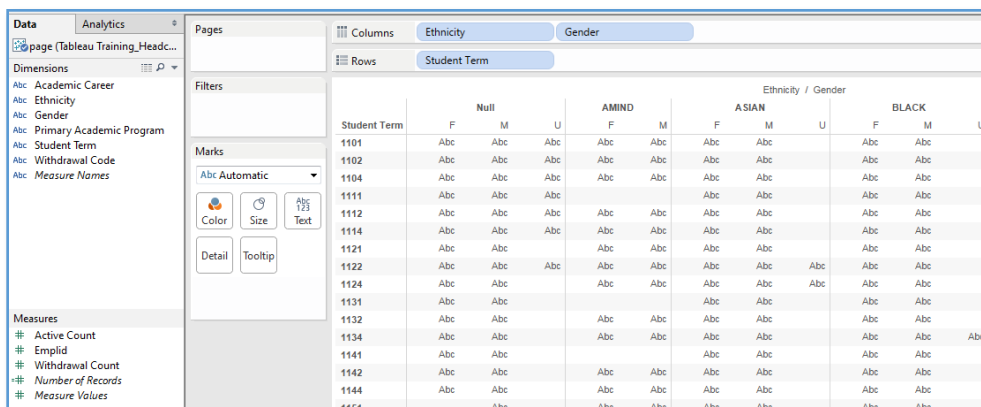 Data Analytics
page (Tableau Training_Headc...
Dimensions
Abc Academic Career
Abc Ethnicity
Abc Gender
Abc Primary Academic Program
Abc Student Term
Abc Withdrawal Code
Abc Measure Names
Measures
# Active Count
# Emplid
# Withdrawal Count
=# Number of Records
# Measure Values
Pages
Filters
Marks
Abc Automatic
Color Size Abc 123 Text
Detail Tooltip
Columns Ethnicity Gender
Rows Student Term
Ethnicity / Gender
Null AMIND ASIAN BLACK
Student Term F M U F M F M U F M U
1101 Abc Abc Abc Abc Abc Abc Abc Abc Abc
1102 Abc Abc Abc Abc Abc Abc Abc Abc Abc
1104 Abc Abc Abc Abc Abc Abc Abc Abc Abc
1111 Abc Abc Abc Abc Abc Abc Abc
1112 Abc Abc Abc Abc Abc Abc Abc Abc Abc
1114 Abc Abc Abc Abc Abc Abc Abc Abc Abc
1121 Abc Abc Abc Abc Abc Abc Abc Abc
1122 Abc Abc Abc Abc Abc Abc Abc Abc Abc Abc
1124 Abc Abc Abc Abc Abc Abc Abc Abc Abc
1131 Abc Abc Abc Abc Abc Abc
1132 Abc Abc Abc Abc Abc Abc Abc Abc
1134 Abc Abc Abc Abc Abc Abc Abc Abc Abc
1141 Abc Abc Abc Abc Abc Abc
1142 Abc Abc Abc Abc Abc Abc Abc Abc
1144 Abc Abc Abc Abc Abc Abc Abc Abc